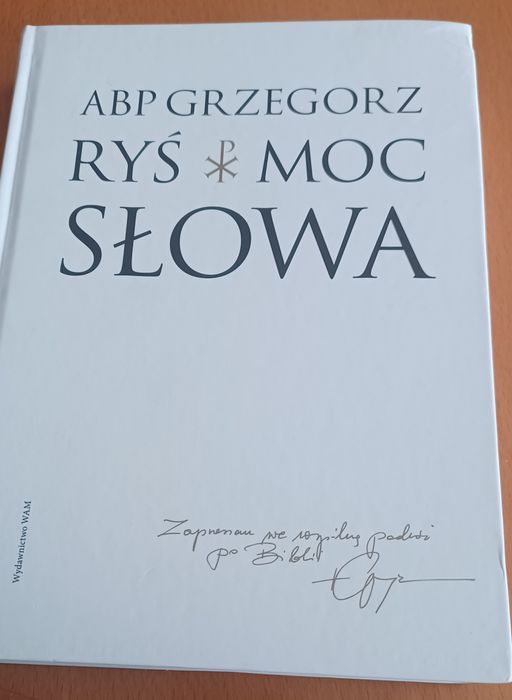 ABP GRZEGORZ
RYŚ MOC
SŁOWA
Wydawnictwo WAM
Zapraszam we wspólną podróż
po Biblii